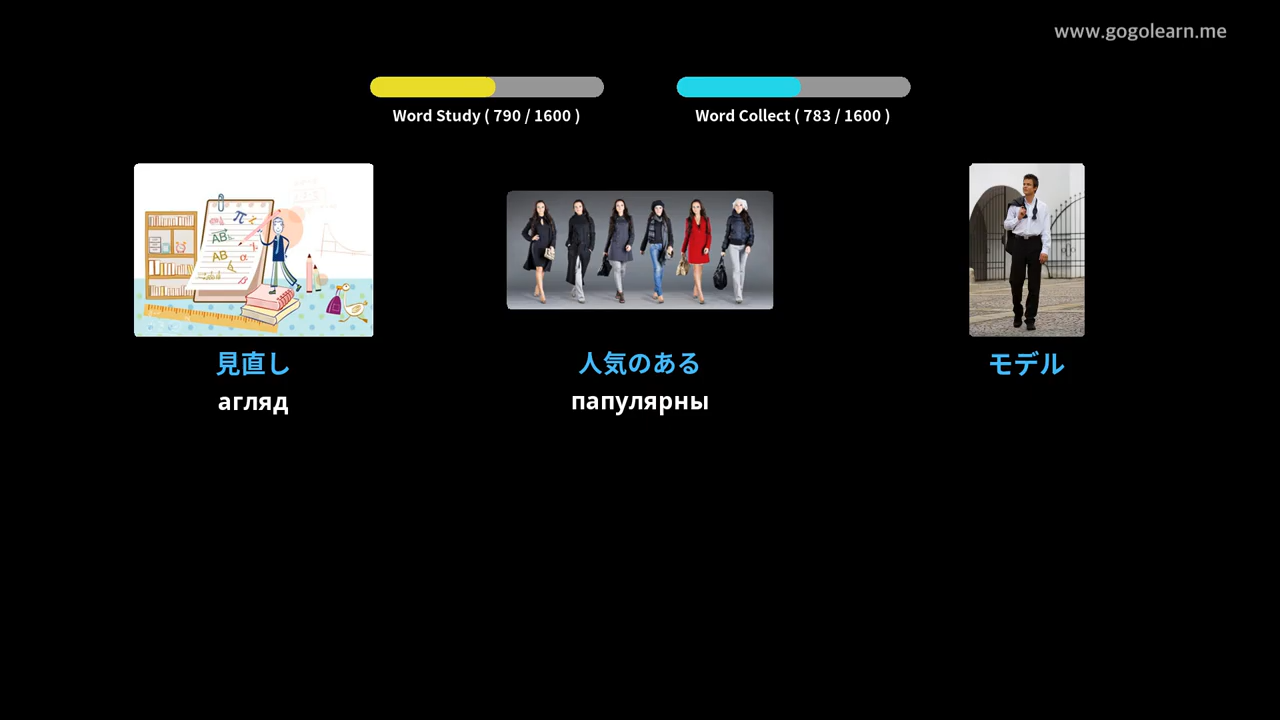 www.gogolearn.me
Word Study ( 790 / 1600 )
Word Collect ( 783 / 1600 )
見直し
人気のある
モデル
агляд
папулярны